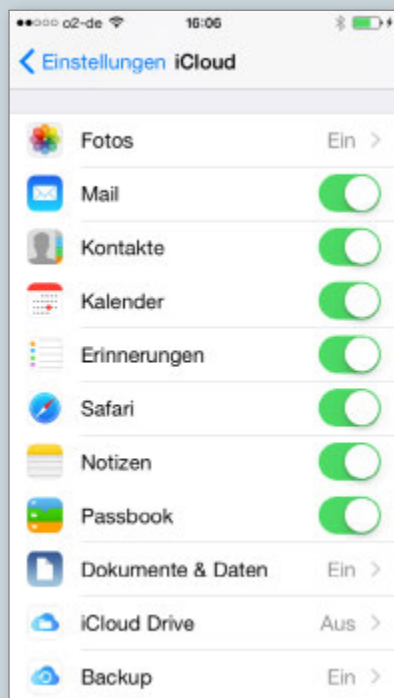 o2-de 16:06
Einstellungen iCloud
Fotos Ein
Mail
Kontakte
Kalender
Erinnerungen
Safari
Notizen
Passbook
Dokumente & Daten Ein
iCloud Drive Aus
Backup Ein